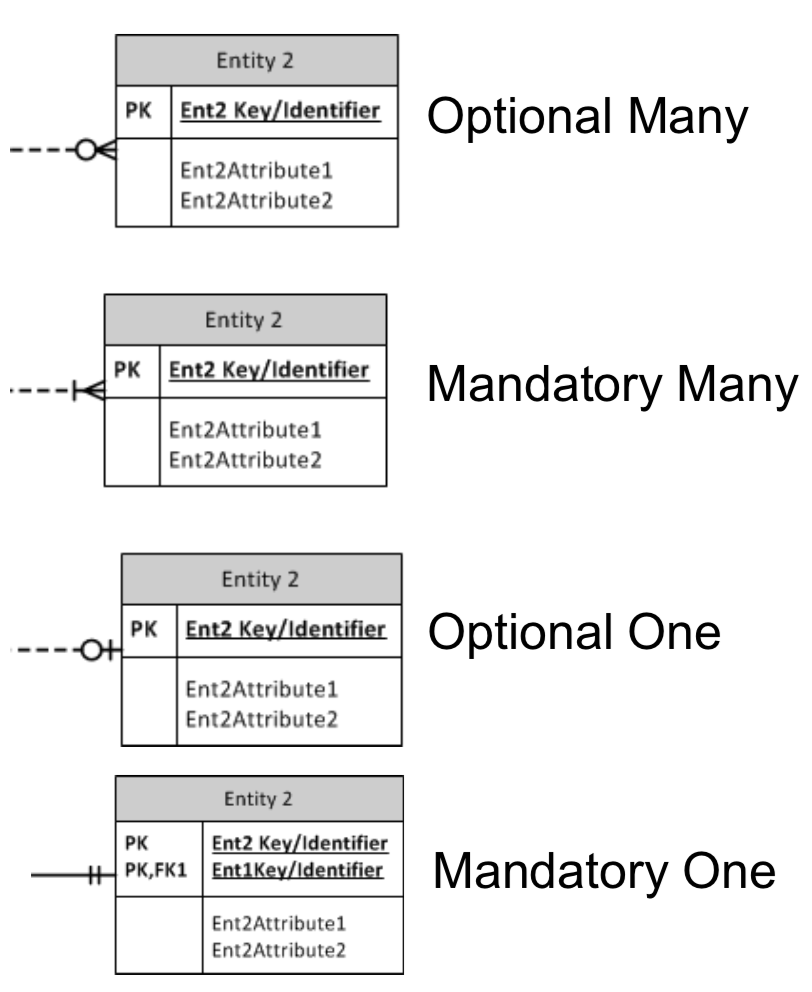 Entity 2
PK Ent2 Key/Identifier
Optional Many
Ent2Attribute1
Ent2Attribute2
Entity 2
PK Ent2 Key/Identifier
Mandatory Many
Ent2Attribute1
Ent2Attribute2
Entity 2
PK Ent2 Key/Identifier
Optional One
Ent2Attribute1
Ent2Attribute2
Entity 2
PK Ent2 Key/Identifier
PK,FK1 Ent1Key/Identifier
Mandatory One
Ent2Attribute1
Ent2Attribute2